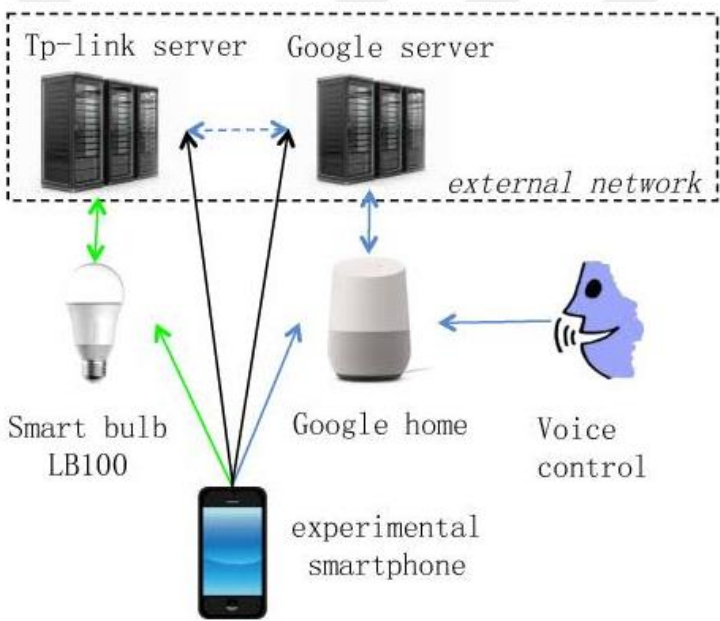 Tp-link server
Google server
external network
Smart bulb
LB100
Google home
Voice
control
experimental
smartphone